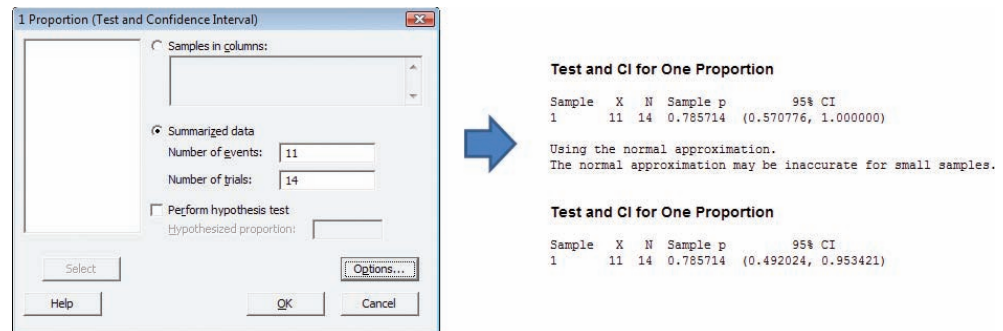 1 Proportion (Test and Confidence Interval)
Samples in columns:
Summarized data
Number of events: 11
Number of trials: 14
Perform hypothesis test
Hypothesized proportion:
Select
Options...
Help
OK
Cancel
Test and CI for One Proportion
Sample X N Sample p 95% CI
1 11 14 0.785714 (0.570776, 1.000000)
Using the normal approximation.
The normal approximation may be inaccurate for small samples.
Test and CI for One Proportion
Sample X N Sample p 95% CI
1 11 14 0.785714 (0.492024, 0.953421)